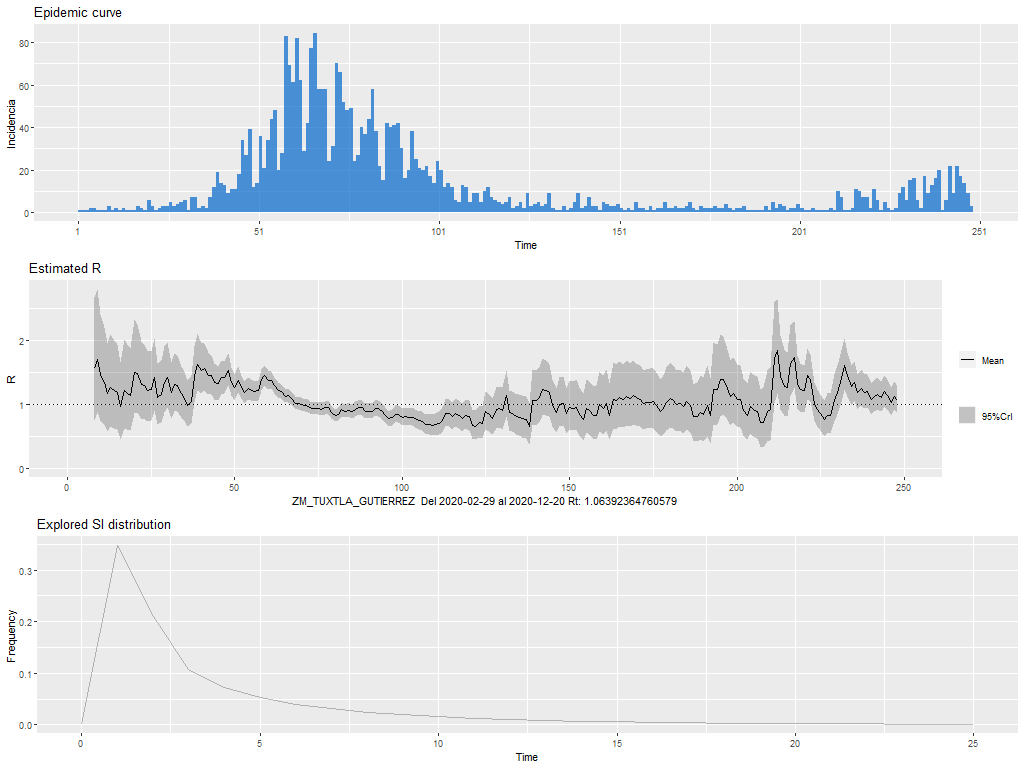 Epidemic curve
80
60
40
20
0
Incidencia
1
51
101
151
201
251
Time
Estimated R
2
1
0
R
0
50
100
150
200
250
ZM_TUXTLA_GUTIERREZ Del 2020-02-29 al 2020-12-20 Rt: 1.06392364760579
Mean
95%CrI
Explored SI distribution
0.3
0.2
0.1
0.0
Frequency
0
5
10
15
20
25
Time